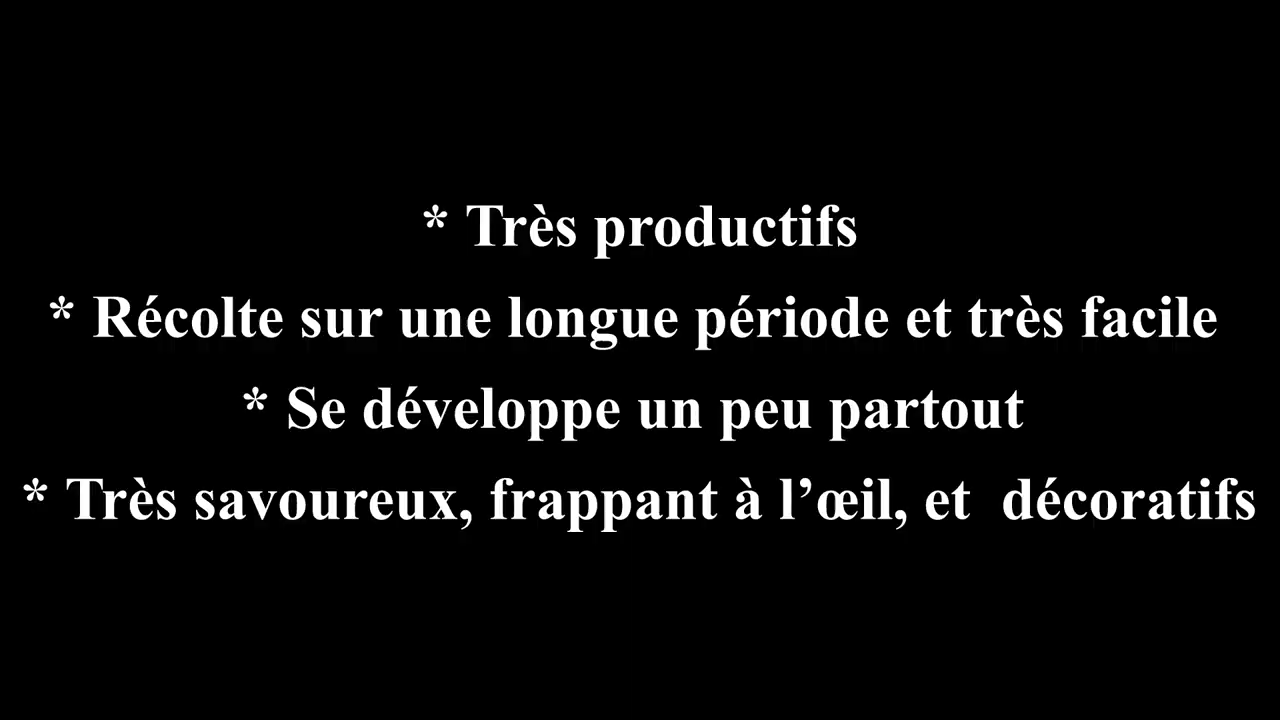 * Très productifs
* Récolte sur une longue période et très facile
* Se développe un peu partout
* Très savoureux, frappant à l’œil, et  décoratifs